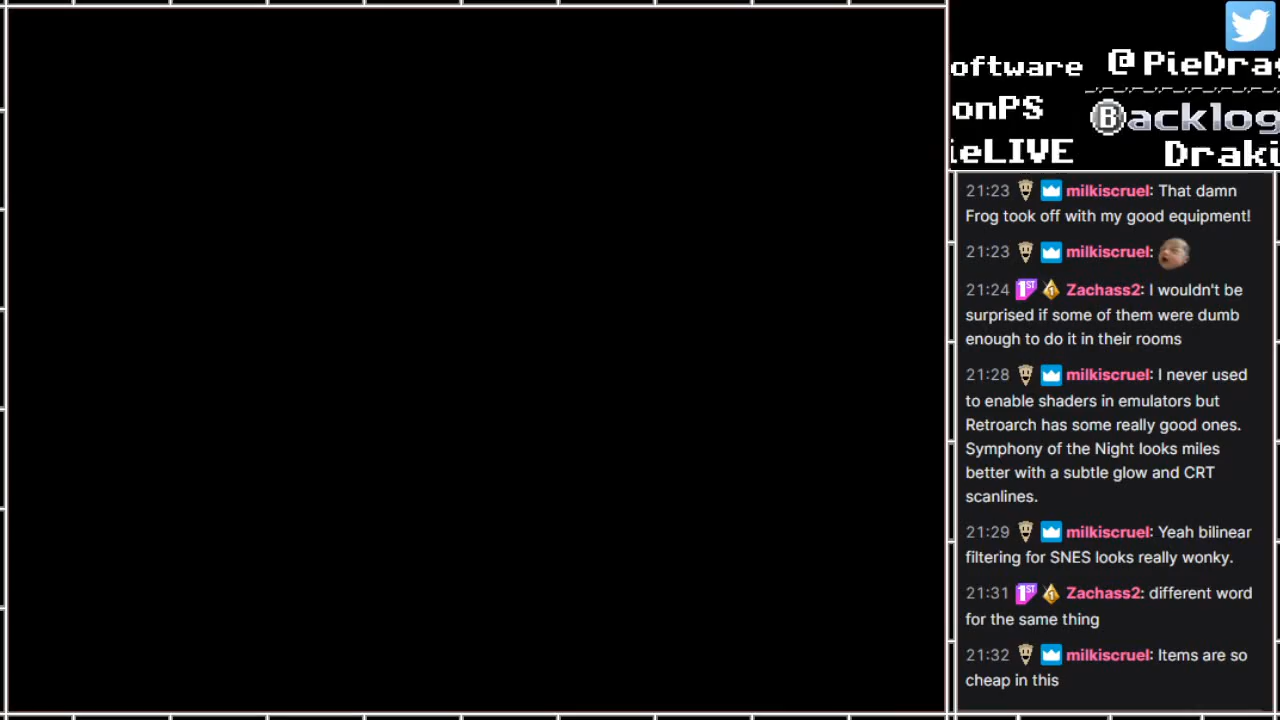 oftware @PieDrag
onPS Backlog
ieLIVE Draki
21:23 milkiscruel: That damn
Frog took off with my good equipment!
21:23 milkiscruel:
21:24 1ST 1 Zachass2: I wouldn't be
surprised if some of them were dumb
enough to do it in their rooms
21:28 milkiscruel: I never used
to enable shaders in emulators but
Retroarch has some really good ones.
Symphony of the Night looks miles
better with a subtle glow and CRT
scanlines.
21:29 milkiscruel: Yeah bilinear
filtering for SNES looks really wonky.
21:31 1ST 1 Zachass2: different word
for the same thing
21:32 milkiscruel: Items are so
cheap in this